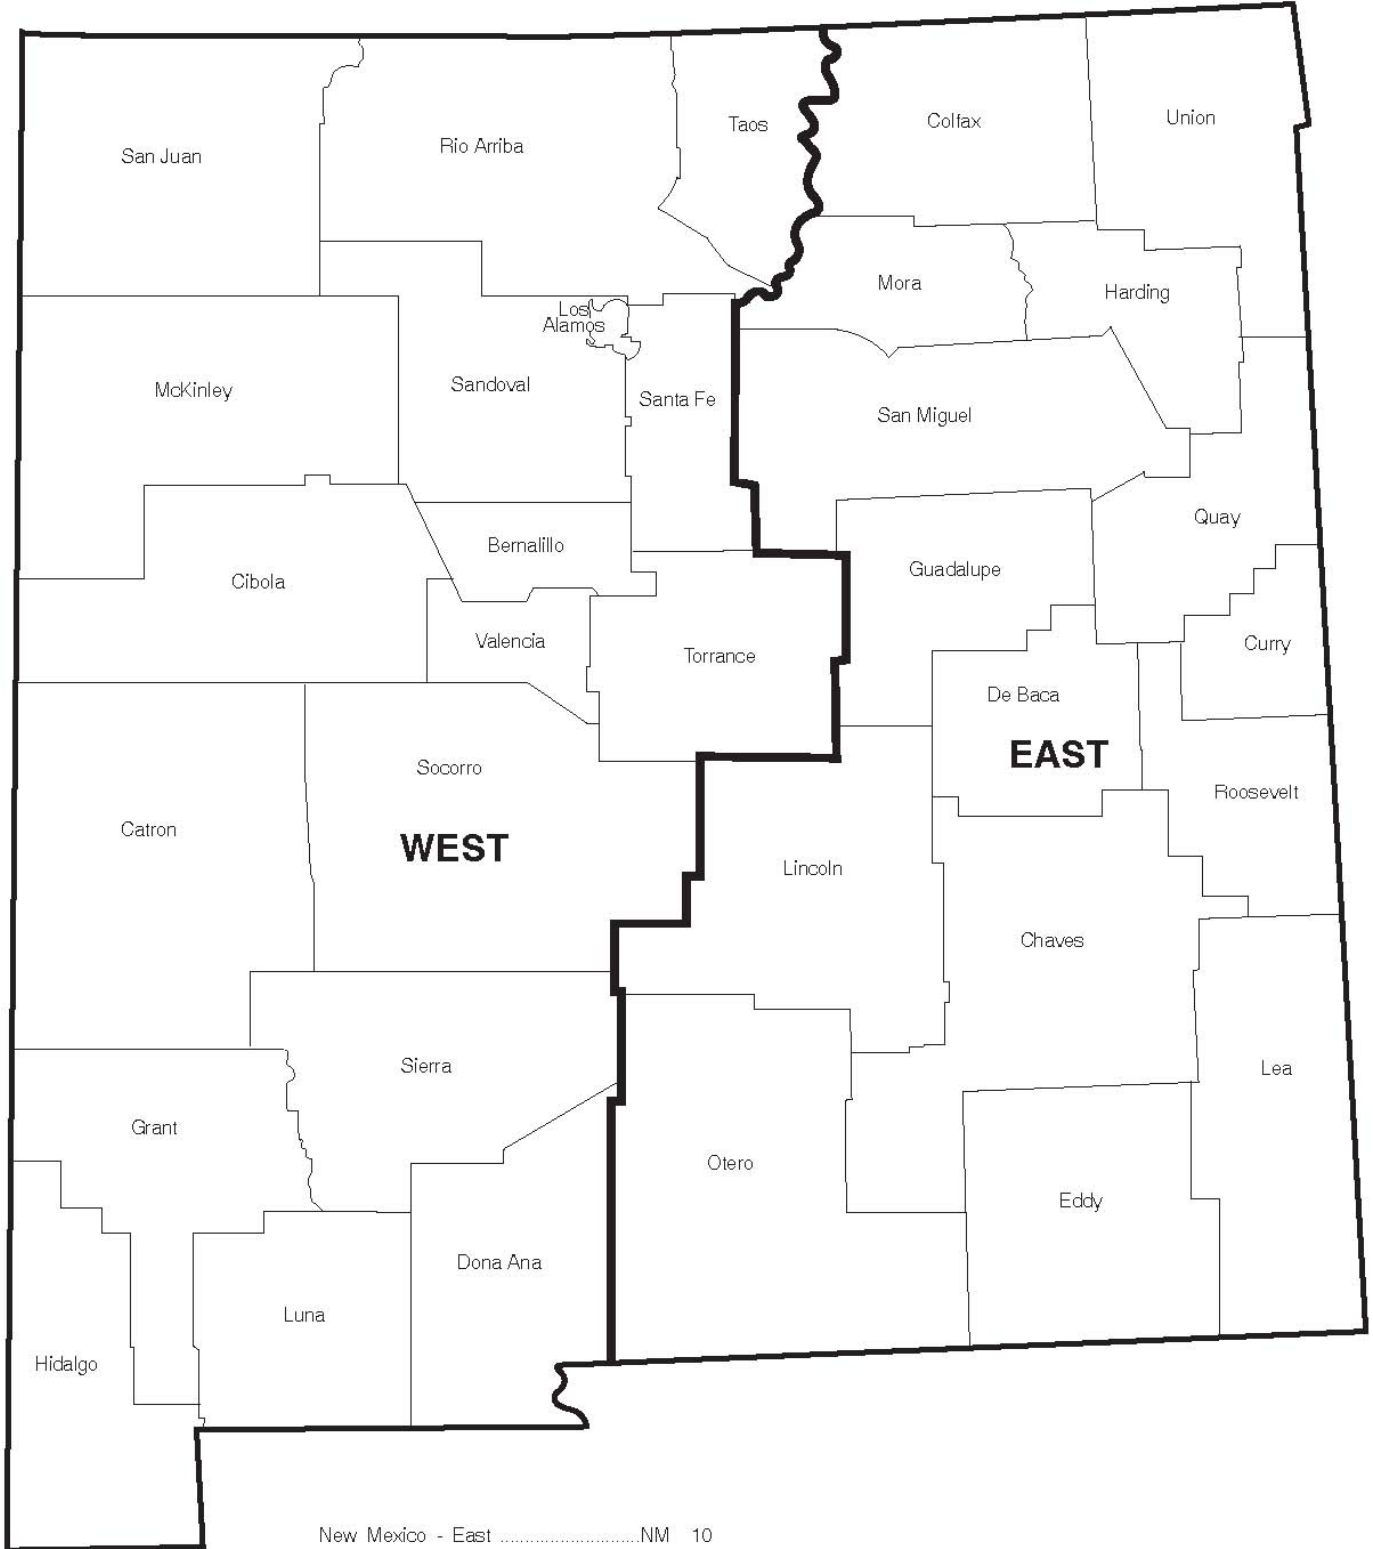 Union
Colfax
Taos
Rio Arriba
San Juan
Mora
Harding
Los
Alamos
Sandoval
McKinley
Santa Fe
San Miguel
Quay
Bernalillo
Guadalupe
Cibola
Valencia
Torrance
Curry
De Baca
EAST
Socorro
Roosevelt
Catron
WEST
Lincoln
Chaves
Sierra
Lea
Grant
Otero
Eddy
Dona Ana
Luna
Hidalgo
New Mexico - East ............................NM 10